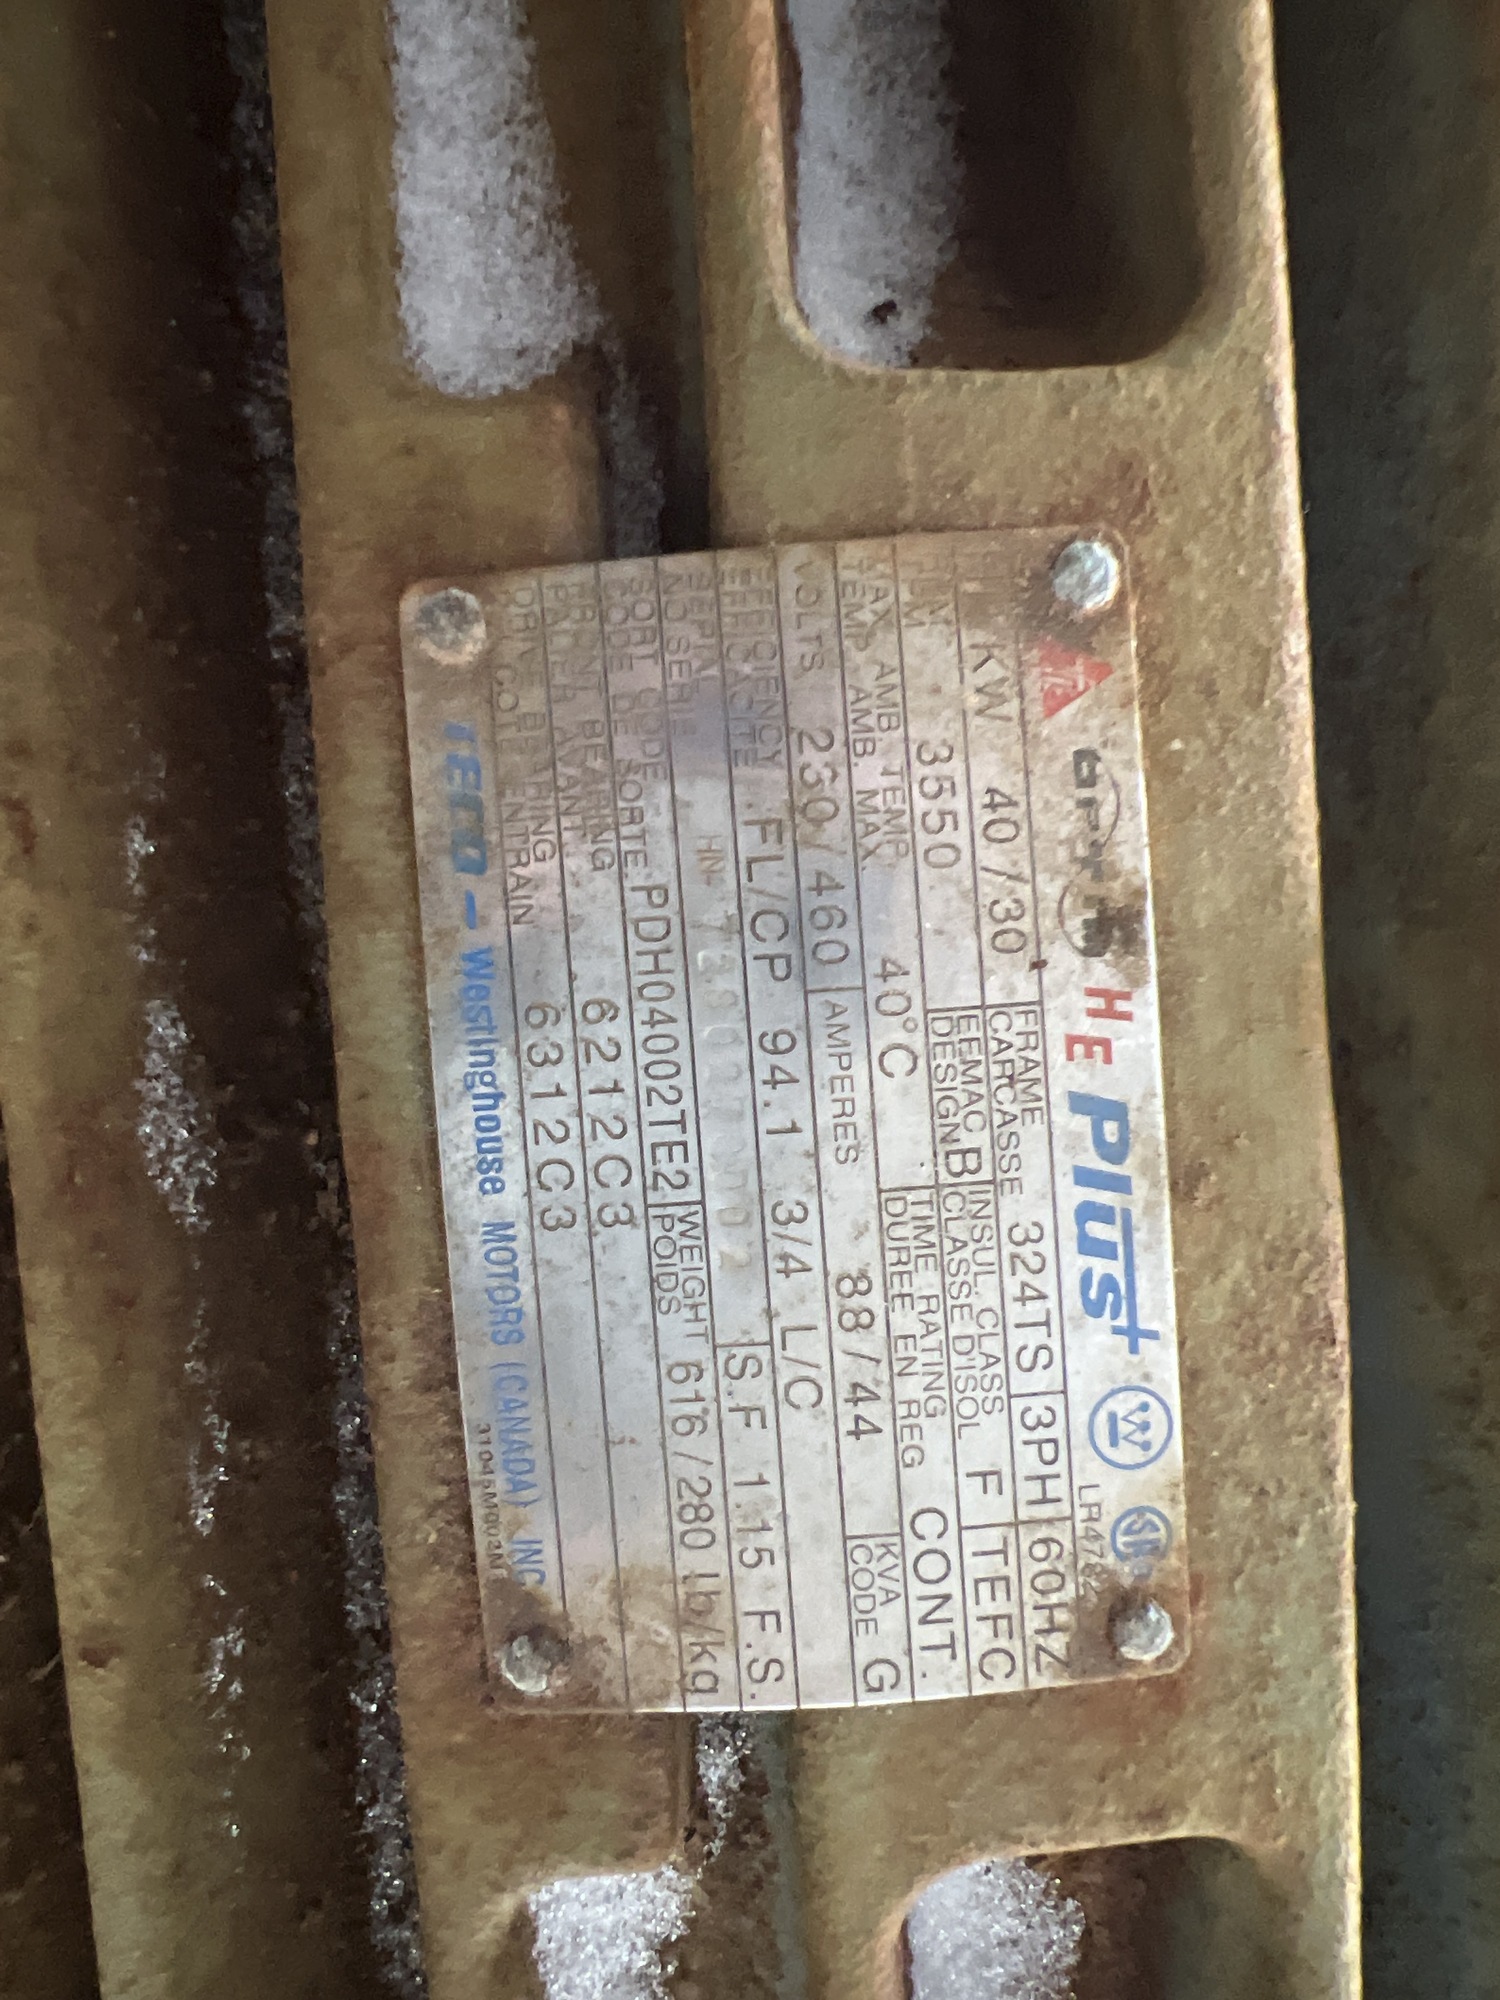 OPTIM HE Plus+
LR4782
KW 40/30 FRAME CARCASSE 324TS 3PH 60HZ
3550 EEMAC DESIGN B INSUL. CLASS CLASSE D'ISOL F TEFC
MAX. AMB. TEMP.
TEMP. AMB. MAX. 40°C TIME RATING DUREE EN REG CONT.
VOLTS 230/460 AMPERES 88/44 KVA CODE G
EFFICIENCY
EFFICACITE FL/CP 94.1 3/4 L/C
SERIAL
NO SERIE S.F 1.15 F.S.
SORT CODE
CODE DE SORTE PDH04002TE2 WEIGHT POIDS 616/280 lb/kg
FRONT BEARING
PALIER AVANT 6212C3
DRIVE BEARING
COTE ENTRAIN 6312C3
TECO - Westinghouse MOTORS (CANADA) INC.